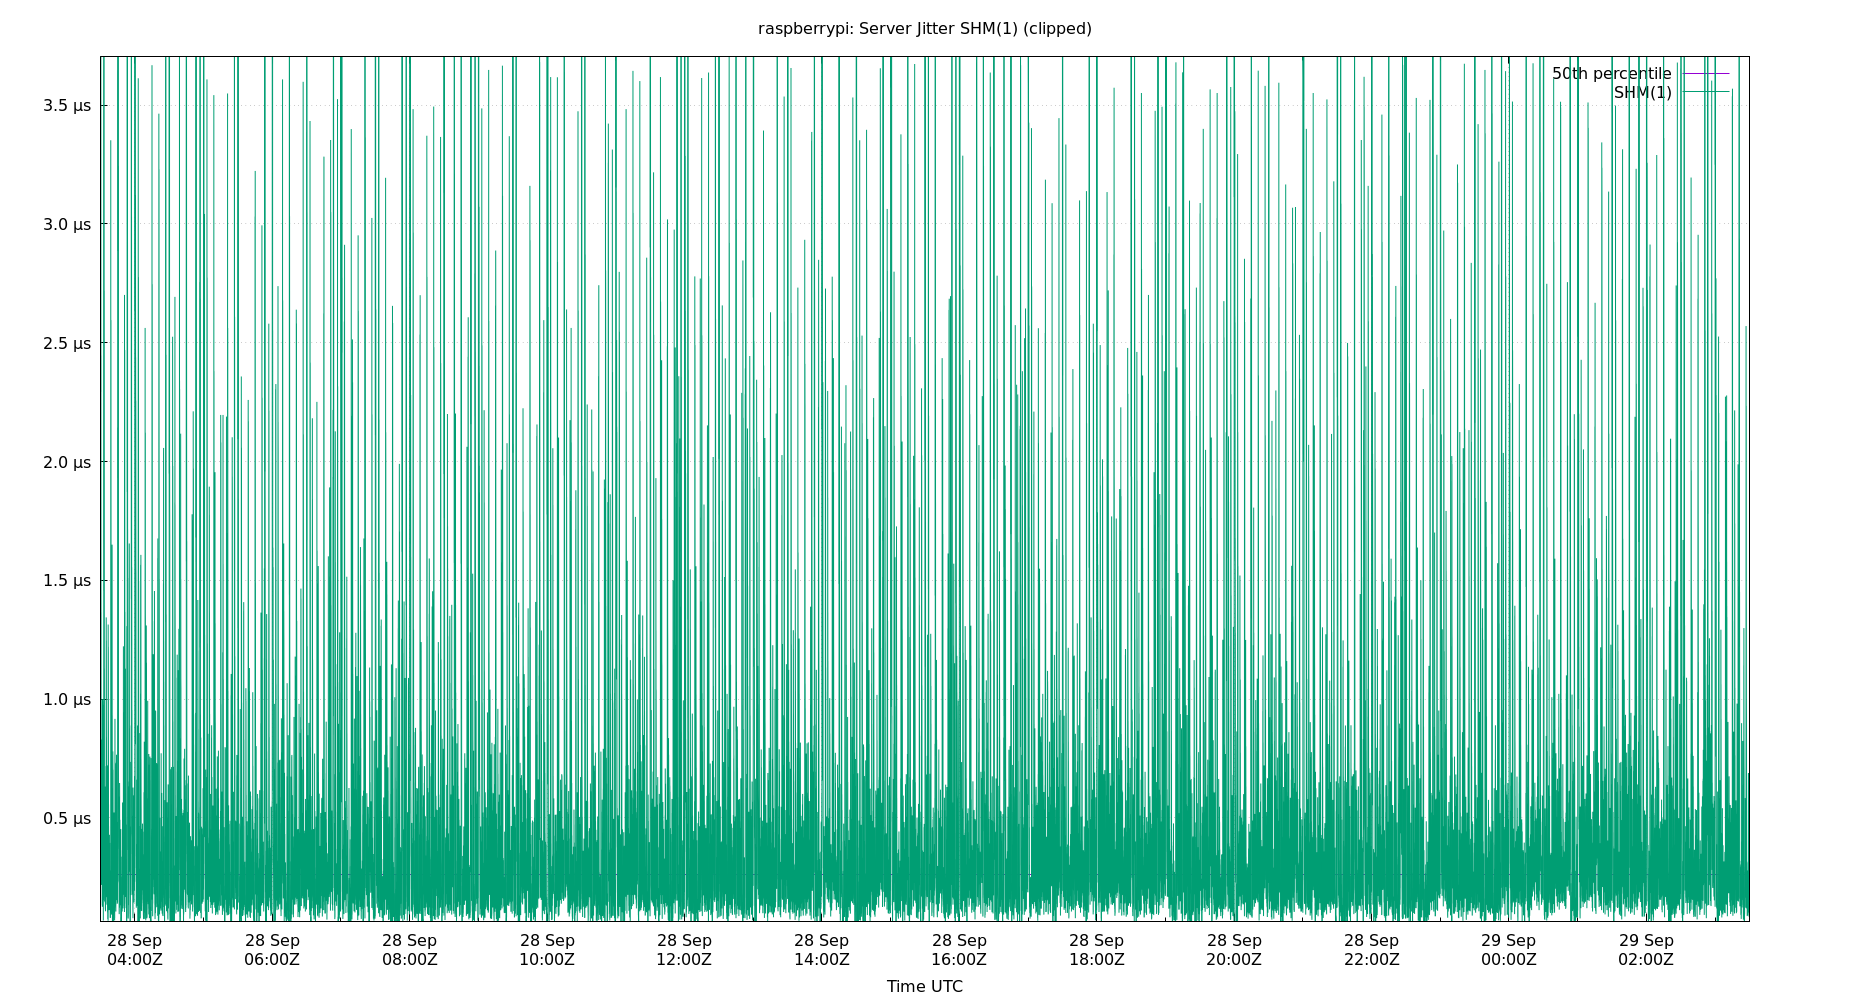 raspberrypi: Server Jitter SHM(1) (clipped)
50th percentile
SHM(1)
3.5 µs
3.0 µs
2.5 µs
2.0 µs
1.5 µs
1.0 µs
0.5 µs
28 Sep 28 Sep 28 Sep 28 Sep 28 Sep 28 Sep 28 Sep 28 Sep 28 Sep 28 Sep 29 Sep 29 Sep
04:00Z 06:00Z 08:00Z 10:00Z 12:00Z 14:00Z 16:00Z 18:00Z 20:00Z 22:00Z 00:00Z 02:00Z
Time UTC